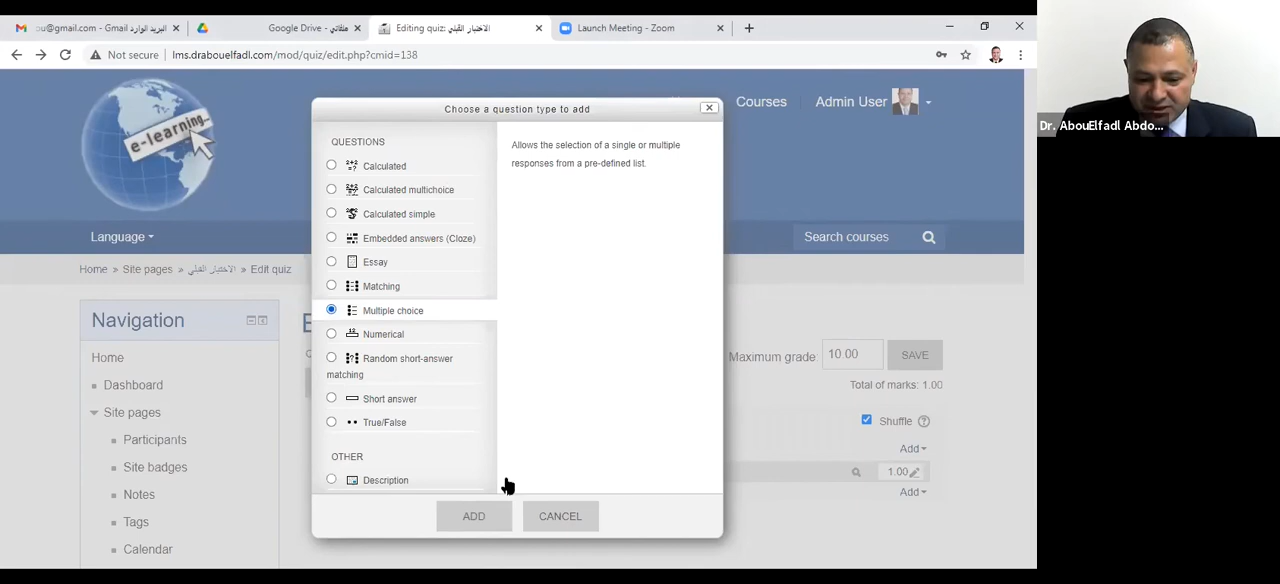 ou@gmail.com - Gmail البريد الوارد
Google Drive - ملفاتي
Editing quiz: الاختبار القبلي
Launch Meeting - Zoom
Not secure
lms.drabouelfadl.com/mod/quiz/edit.php?cmid=138
e-learning...
Courses
Admin User
Language
Search courses
Home » Site pages » الاختبار القبلي » Edit quiz
Navigation
Home
Dashboard
Site pages
Participants
Site badges
Notes
Tags
Calendar
Choose a question type to add
QUESTIONS
Calculated
Calculated multichoice
Calculated simple
Embedded answers (Cloze)
Essay
Matching
Multiple choice
Numerical
Random short-answer
matching
Short answer
True/False
OTHER
Description
Allows the selection of a single or multiple
responses from a pre-defined list.
ADD
CANCEL
E
Maximum grade:
10.00
SAVE
Total of marks: 1.00
Shuffle
Add
1.00
Add
Dr. AbouElfadl Abdo...